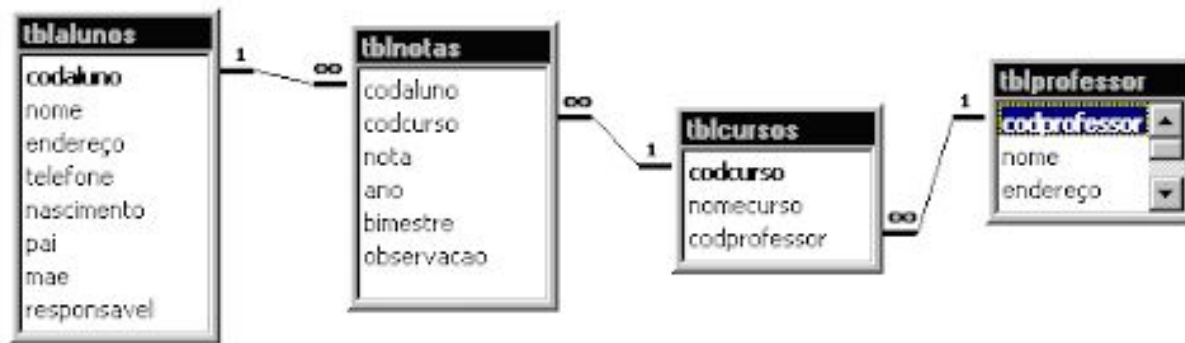 tblalunos
codaluno
nome
endereço
telefone
nascimento
pai
mae
responsavel
1
∞
tblnotas
codaluno
codcurso
nota
ano
bimestre
observacao
∞
1
tblcursos
codcurso
nomecurso
codprofessor
∞
1
tblprofessor
codprofessor
nome
endereço